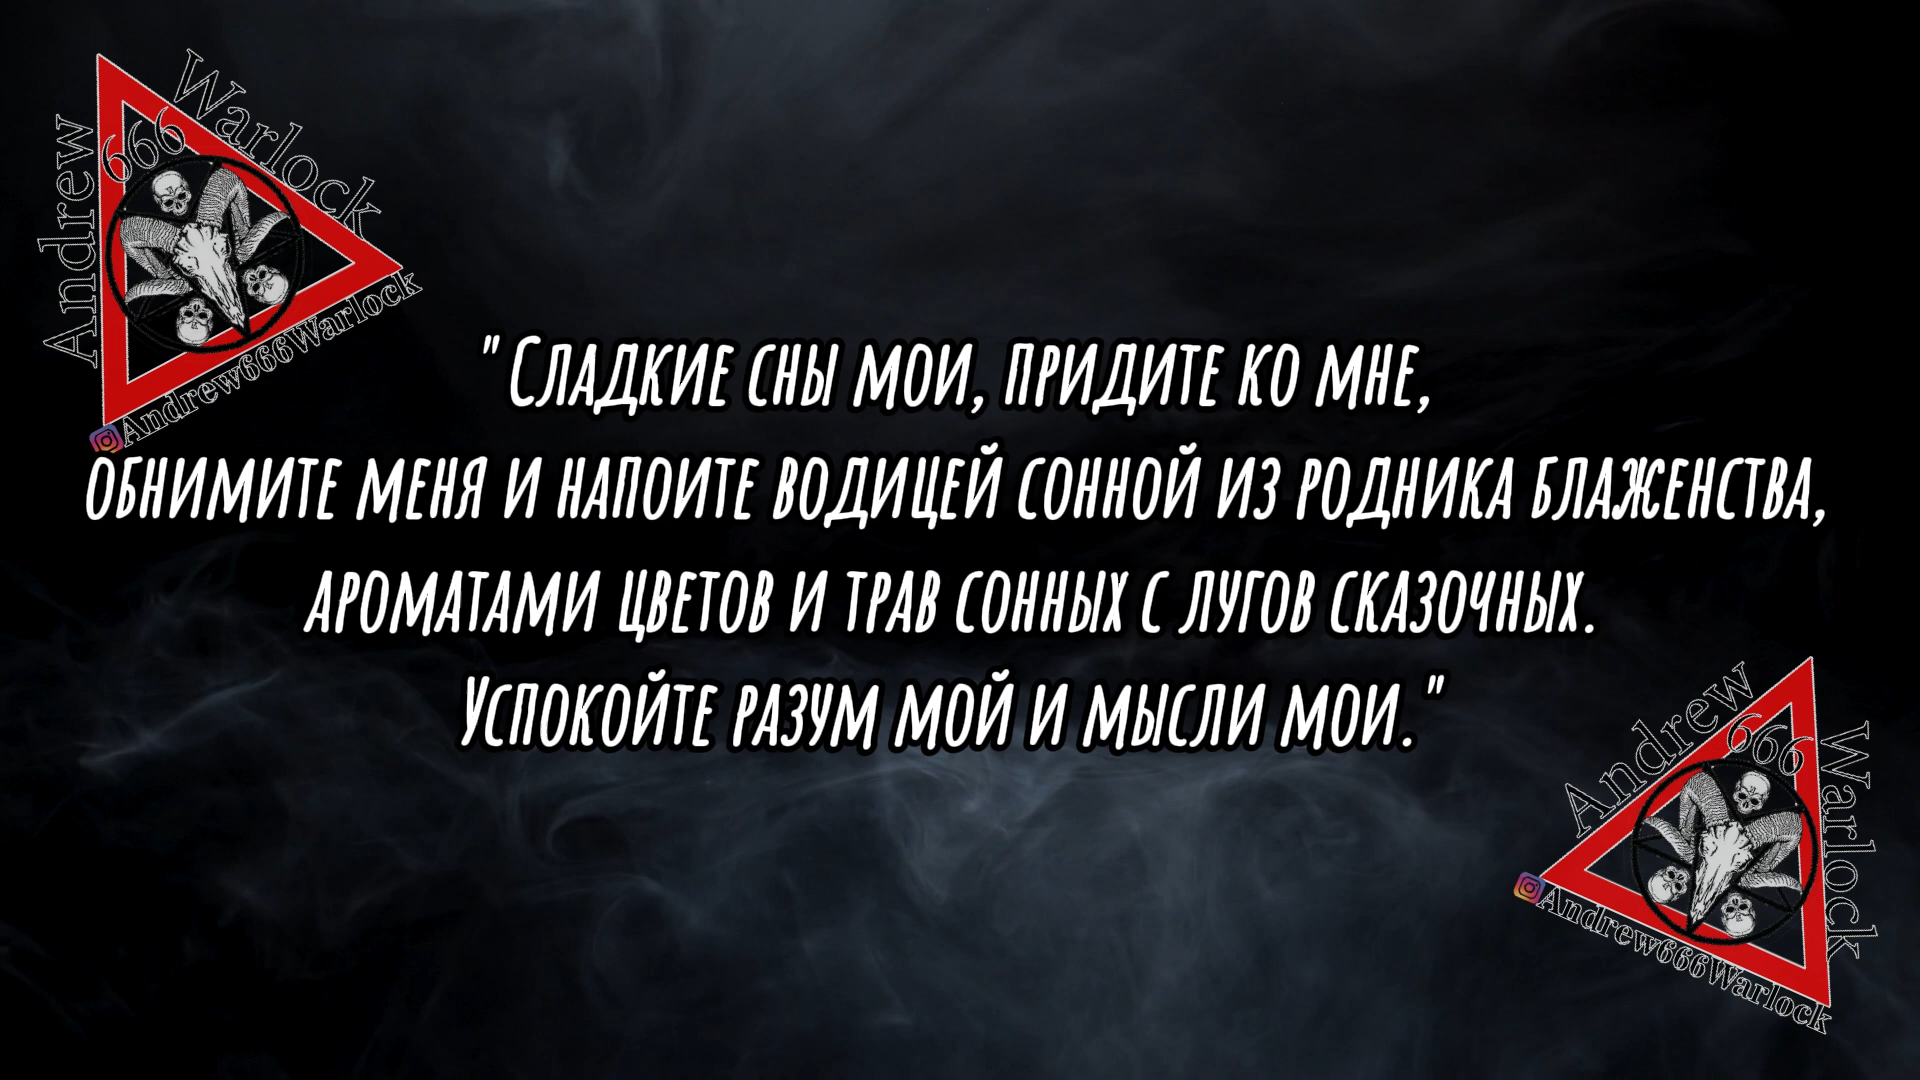 Andrew
666
Warlock
Andrew666Warlock
"Сладкие сны мои, придите ко мне,
обнимите меня и напоите водицей сонной из родника блаженства,
ароматами цветов и трав сонных с лугов сказочных.
Успокойте разум мой и мысли мои."
Andrew
666
Warlock
Andrew666Warlock